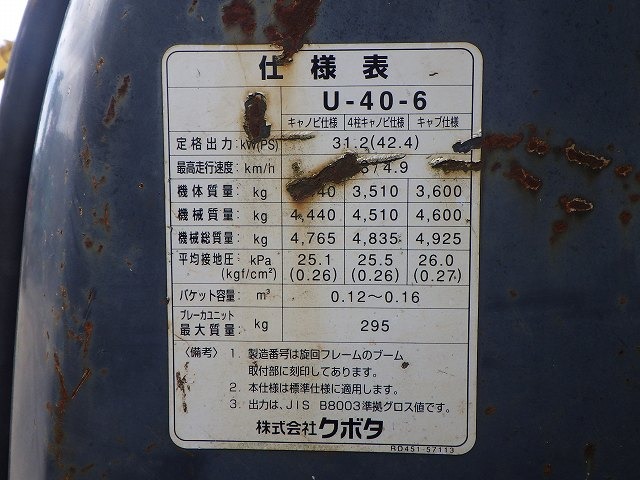 仕様表
U-40-6
キャノピ仕様 4柱キャノピ仕様 キャブ仕様
定格出力: kW(PS) 31.2(42.4)
最高走行速度: km/h / 4.9
機体質量: kg 40 3,510 3,600
機械質量: kg 4,440 4,510 4,600
機械総質量: kg 4,765 4,835 4,925
平均接地圧: kPa 25.1 25.5 26.0
(kgf/cm²) (0.26) (0.26) (0.27)
バケット容量: m³ 0.12〜0.16
ブレーカユニット
最大質量: kg 295
〈備考〉 1. 製造番号は旋回フレームのブーム
取付部に刻印してあります。
2. 本仕様は標準仕様に適用します。
3. 出力は、JIS B8003準拠グロス値です。
株式会社クボタ
RD451-57113